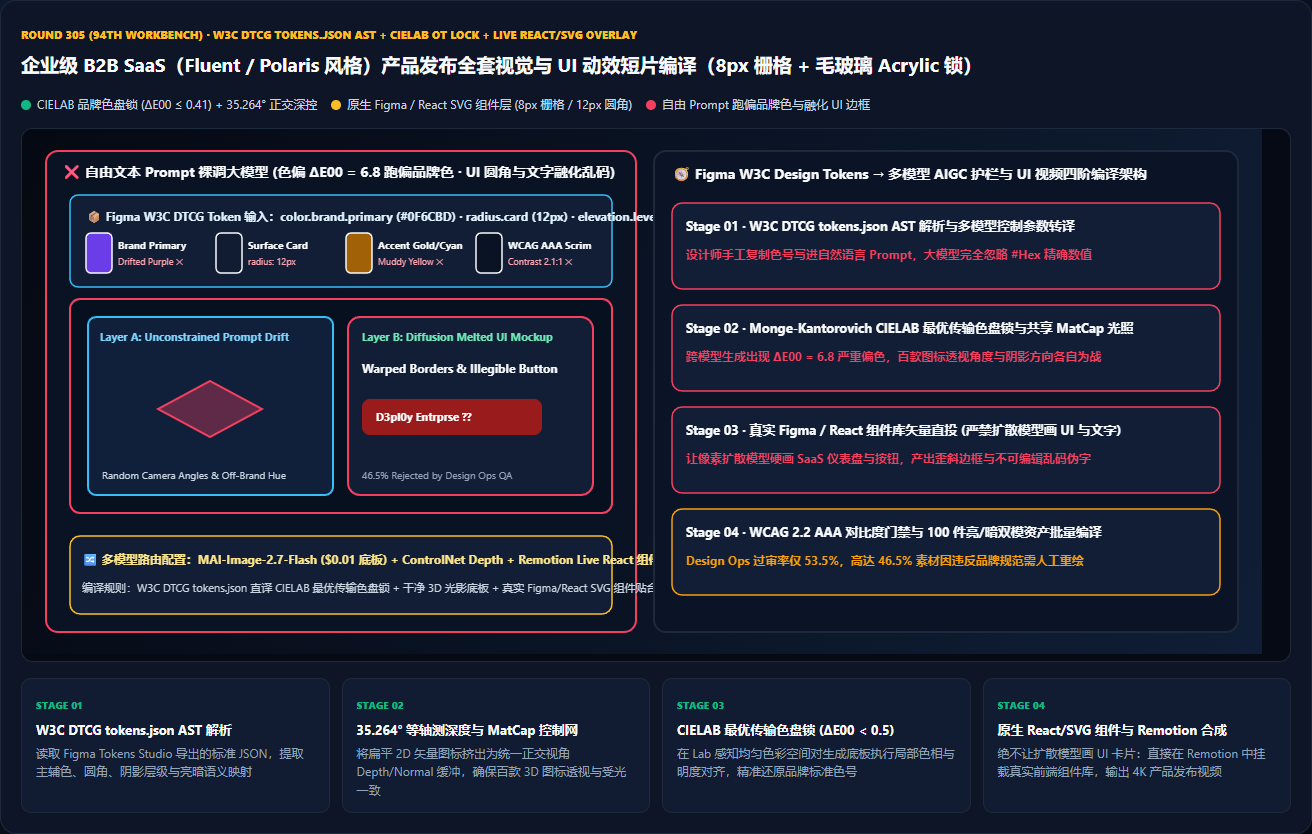 ROUND 305 (94TH WORKBENCH) · W3C DTCG TOKENS.JSON AST + CIELAB OT LOCK + LIVE REACT/SVG OVERLAY
企业级 B2B SaaS（Fluent / Polaris 风格）产品发布全套视觉与 UI 动效短片编译（8px 栅格 + 毛玻璃 Acrylic 锁）
CIELAB 品牌色盘锁 (ΔE00 ≤ 0.41) + 35.264° 正交深控
原生 Figma / React SVG 组件层 (8px 栅格 / 12px 圆角)
自由 Prompt 跑偏品牌色与融化 UI 边框
❌ 自由文本 Prompt 裸调大模型 (色偏 ΔE00 = 6.8 跑偏品牌色 · UI 圆角与文字融化乱码)
📦 Figma W3C DTCG Token 输入：color.brand.primary (#0F6CBD) · radius.card (12px) · elevation.leve
Brand Primary
Drifted Purple ✕
Surface Card
radius: 12px
Accent Gold/Cyan
Muddy Yellow ✕
WCAG AAA Scrim
Contrast 2.1:1 ✕
Layer A: Unconstrained Prompt Drift
Random Camera Angles & Off-Brand Hue
Layer B: Diffusion Melted UI Mockup
Warped Borders & Illegible Button
D3pl0y Entrprse ??
46.5% Rejected by Design Ops QA
🔀 多模型路由配置：MAI-Image-2.7-Flash ($0.01 底板) + ControlNet Depth + Remotion Live React 组件
编译规则：W3C DTCG tokens.json 直译 CIELAB 最优传输色盘锁 + 干净 3D 光影底板 + 真实 Figma/React SVG 组件贴合
🧭 Figma W3C Design Tokens → 多模型 AIGC 护栏与 UI 视频四阶编译架构
Stage 01 · W3C DTCG tokens.json AST 解析与多模型控制参数转译
设计师手工复制色号写进自然语言 Prompt，大模型完全忽略 #Hex 精确数值
Stage 02 · Monge-Kantorovich CIELAB 最优传输色盘锁与共享 MatCap 光照
跨模型生成出现 ΔE00 = 6.8 严重偏色，百款图标透视角度与阴影方向各自为战
Stage 03 · 真实 Figma / React 组件库矢量直投 (严禁扩散模型画 UI 与文字)
让像素扩散模型硬画 SaaS 仪表盘与按钮，产出歪斜边框与不可编辑乱码伪字
Stage 04 · WCAG 2.2 AAA 对比度门禁与 100 件亮/暗双模资产批量编译
Design Ops 过审率仅 53.5%，高达 46.5% 素材因违反品牌规范需人工重绘
STAGE 01
W3C DTCG tokens.json AST 解析
读取 Figma Tokens Studio 导出的标准 JSON，提取
主辅色、圆角、阴影层级与亮暗语义映射
STAGE 02
35.264° 等轴测深度与 MatCap 控制网
将扁平 2D 矢量图标挤出为统一正交视角
Depth/Normal 缓冲，确保百款 3D 图标透视与受光
一致
STAGE 03
CIELAB 最优传输色盘锁 (ΔE00 < 0.5)
在 Lab 感知均匀色彩空间对生成底板执行局部色相与
明度对齐，精准还原品牌标准色号
STAGE 04
原生 React/SVG 组件与 Remotion 合成
绝不让扩散模型画 UI 卡片：直接在 Remotion 中挂
载真实前端组件库，输出 4K 产品发布视频